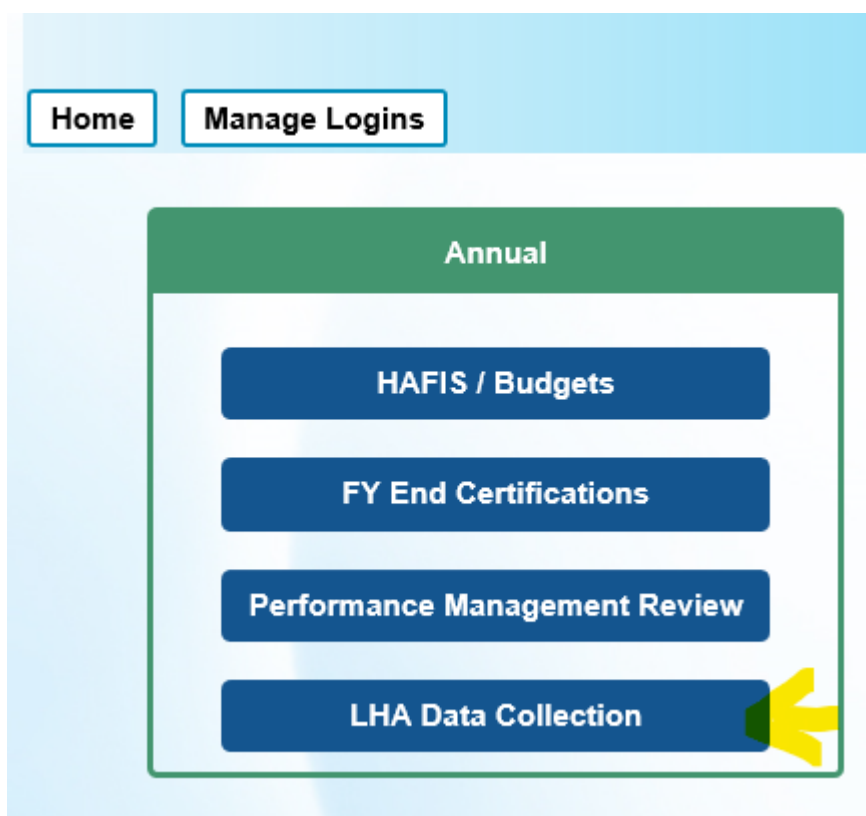 Home
Manage Logins
Annual
HAFIS / Budgets
FY End Certifications
Performance Management Review
LHA Data Collection